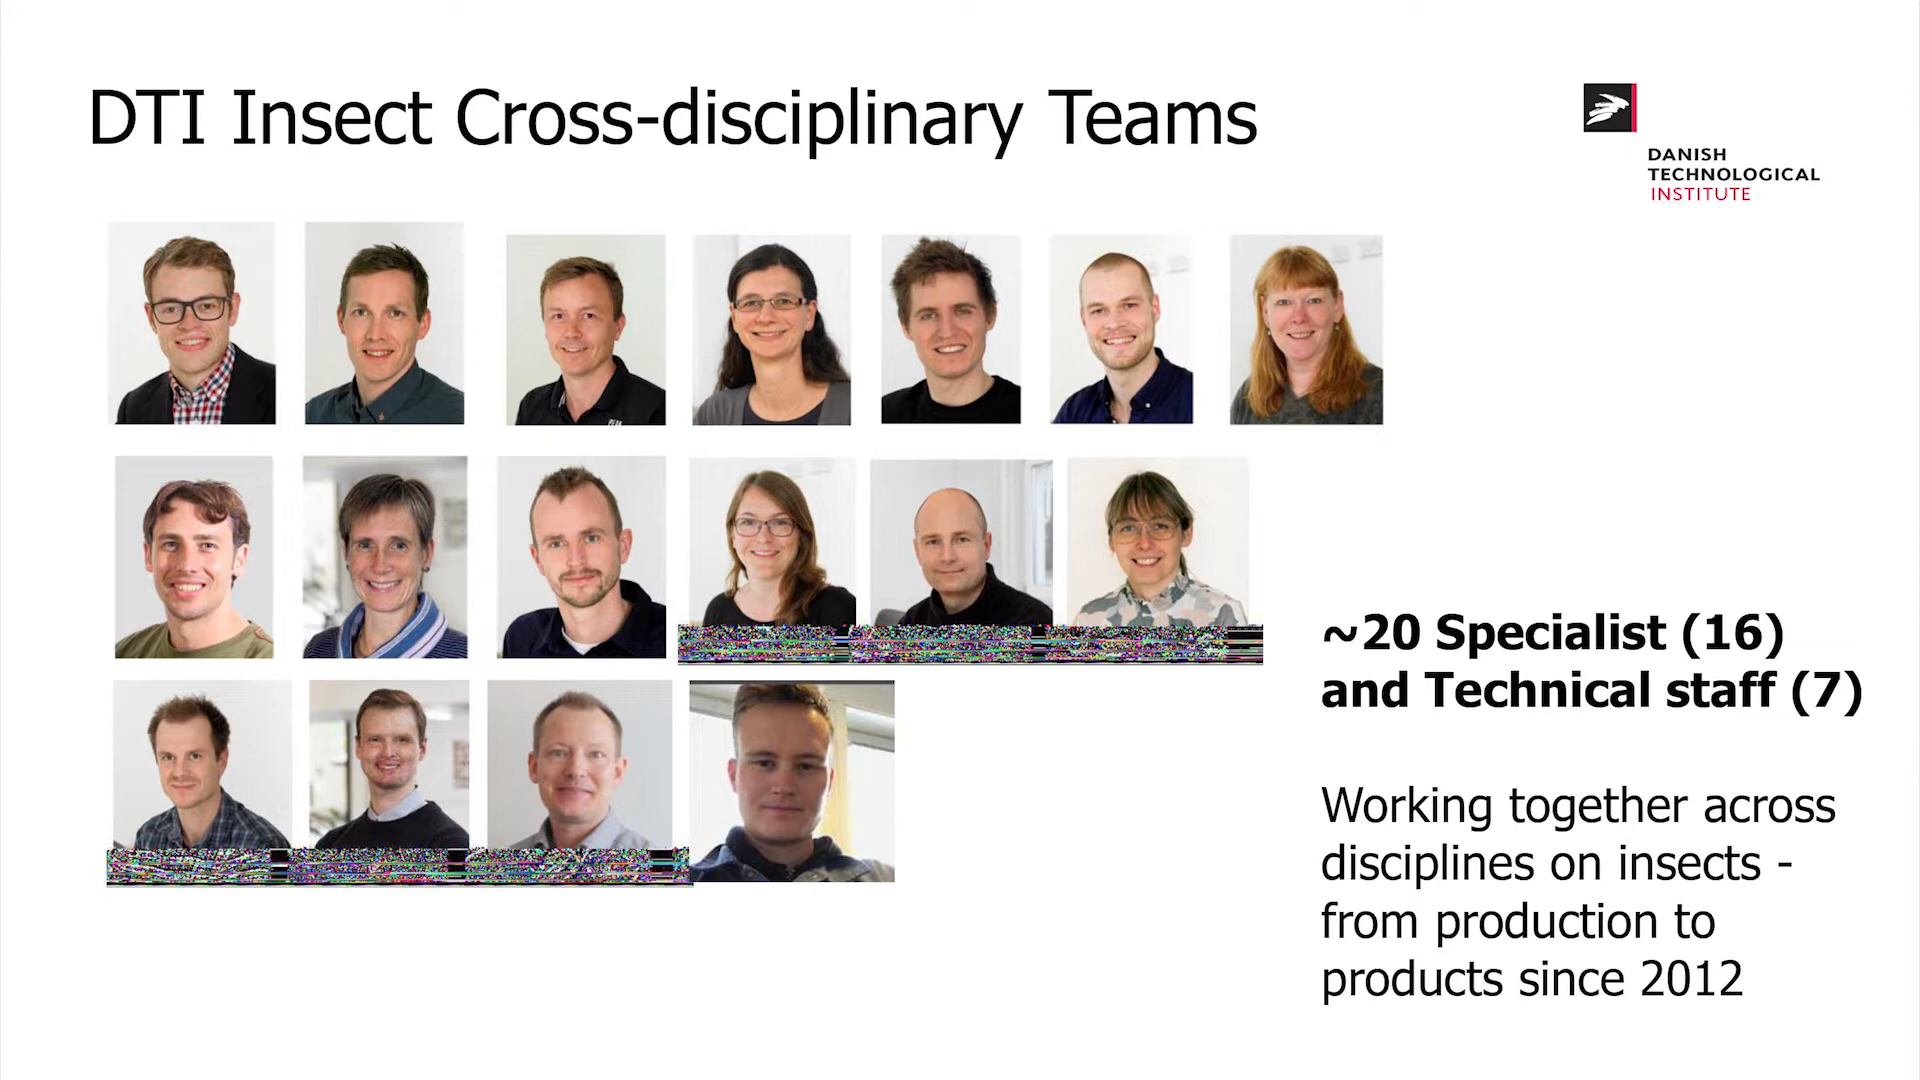 DTI Insect Cross-disciplinary Teams
DANISH
TECHNOLOGICAL
INSTITUTE
~20 Specialist (16)
and Technical staff (7)
Working together across
disciplines on insects -
from production to
products since 2012